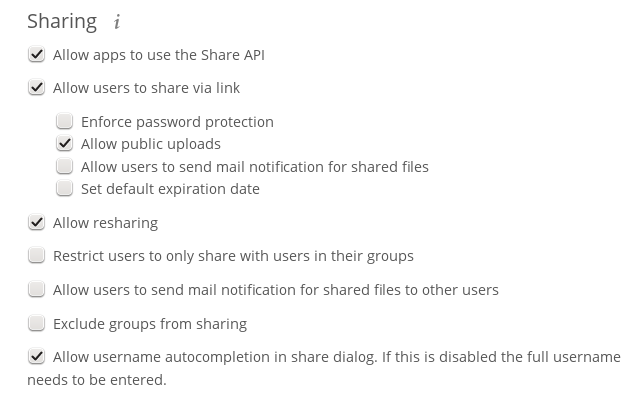 Sharing i
Allow apps to use the Share API
Allow users to share via link
Enforce password protection
Allow public uploads
Allow users to send mail notification for shared files
Set default expiration date
Allow resharing
Restrict users to only share with users in their groups
Allow users to send mail notification for shared files to other users
Exclude groups from sharing
Allow username autocompletion in share dialog. If this is disabled the full username
needs to be entered.